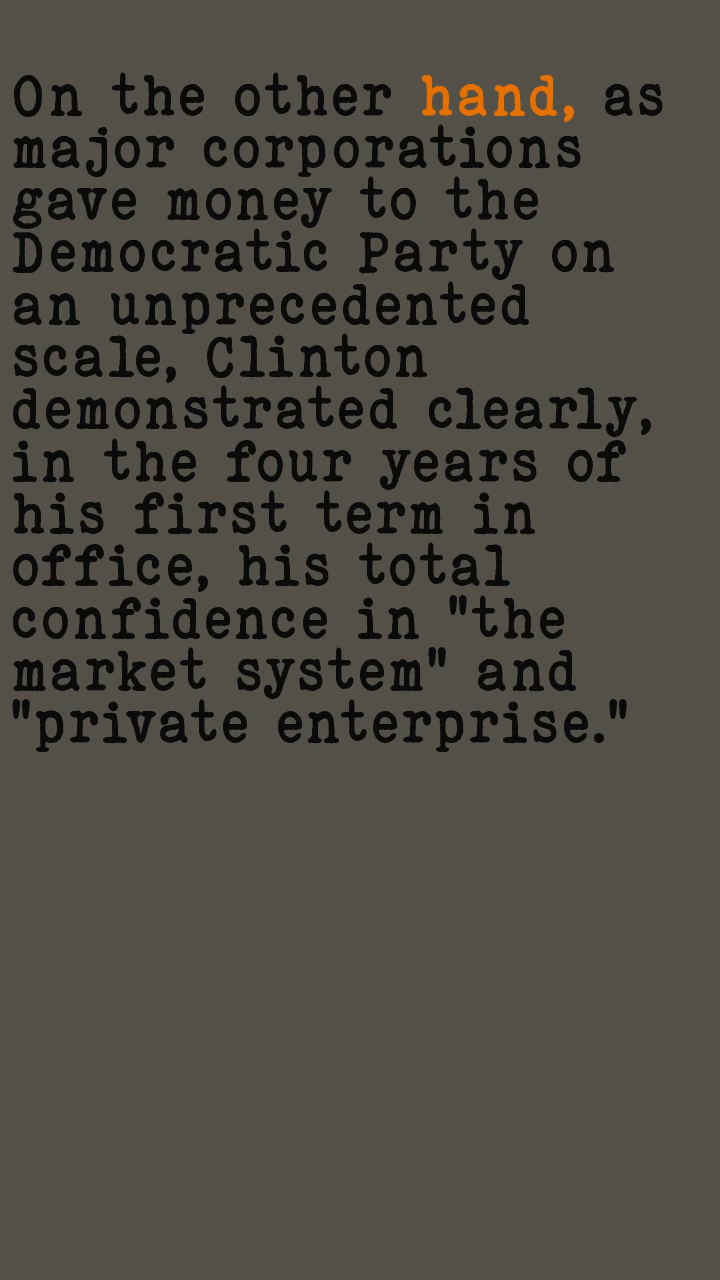 On the other hand, as
major corporations
gave money to the
Democratic Party on
an unprecedented
scale, Clinton
demonstrated clearly,
in the four years of
his first term in
office, his total
confidence in "the
market system" and
"private enterprise."